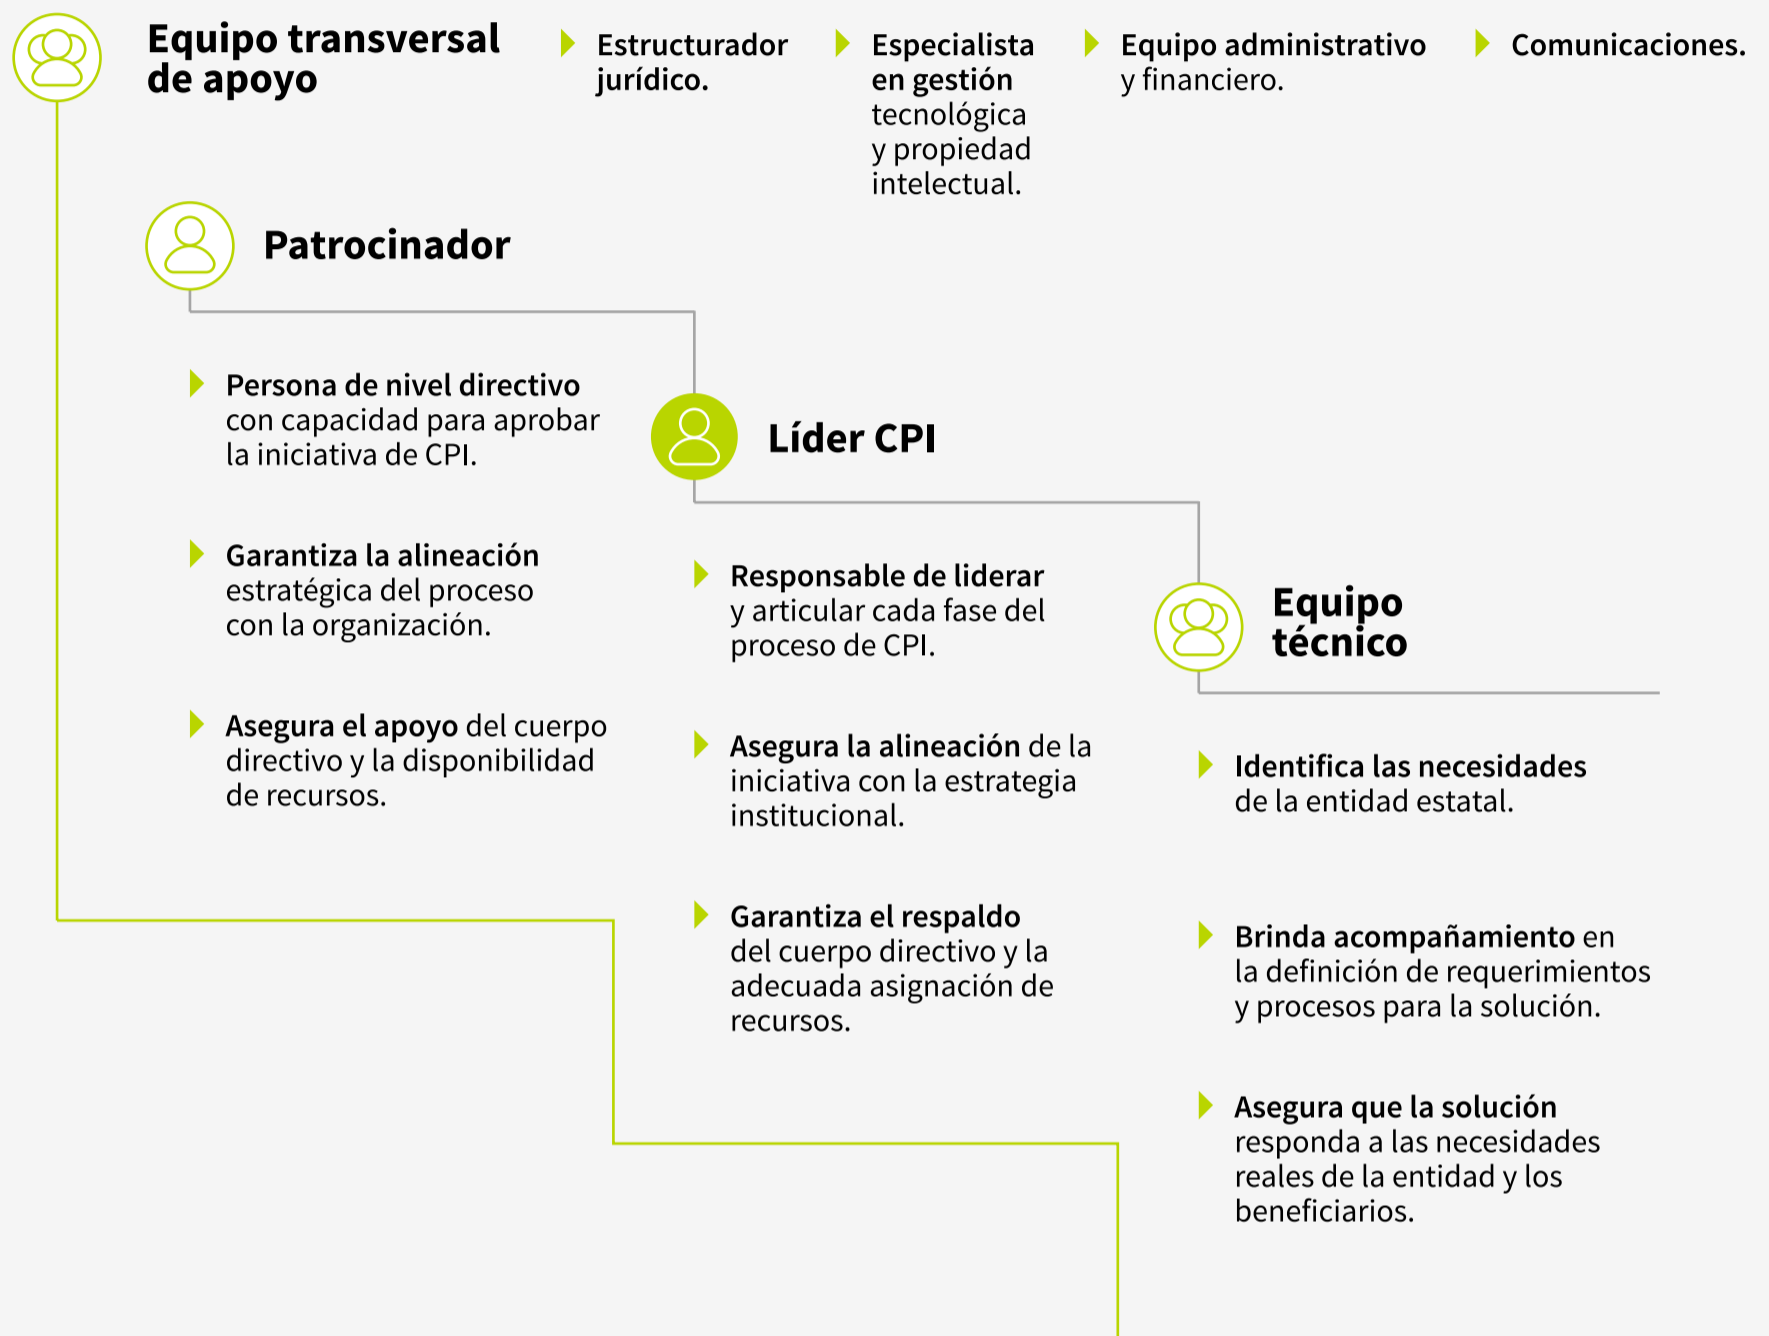 Equipo transversal
de apoyo
Estructurador
jurídico.
Especialista
en gestión
tecnológica
y propiedad
intelectual.
Equipo administrativo
y financiero.
Comunicaciones.
Patrocinador
Persona de nivel directivo
con capacidad para aprobar
la iniciativa de CPI.
Garantiza la alineación
estratégica del proceso
con la organización.
Asegura el apoyo del cuerpo
directivo y la disponibilidad
de recursos.
Líder CPI
Responsable de liderar
y articular cada fase del
proceso de CPI.
Asegura la alineación de la
iniciativa con la estrategia
institucional.
Garantiza el respaldo
del cuerpo directivo y la
adecuada asignación de
recursos.
Equipo
técnico
Identifica las necesidades
de la entidad estatal.
Brinda acompañamiento en
la definición de requerimientos
y procesos para la solución.
Asegura que la solución
responda a las necesidades
reales de la entidad y los
beneficiarios.